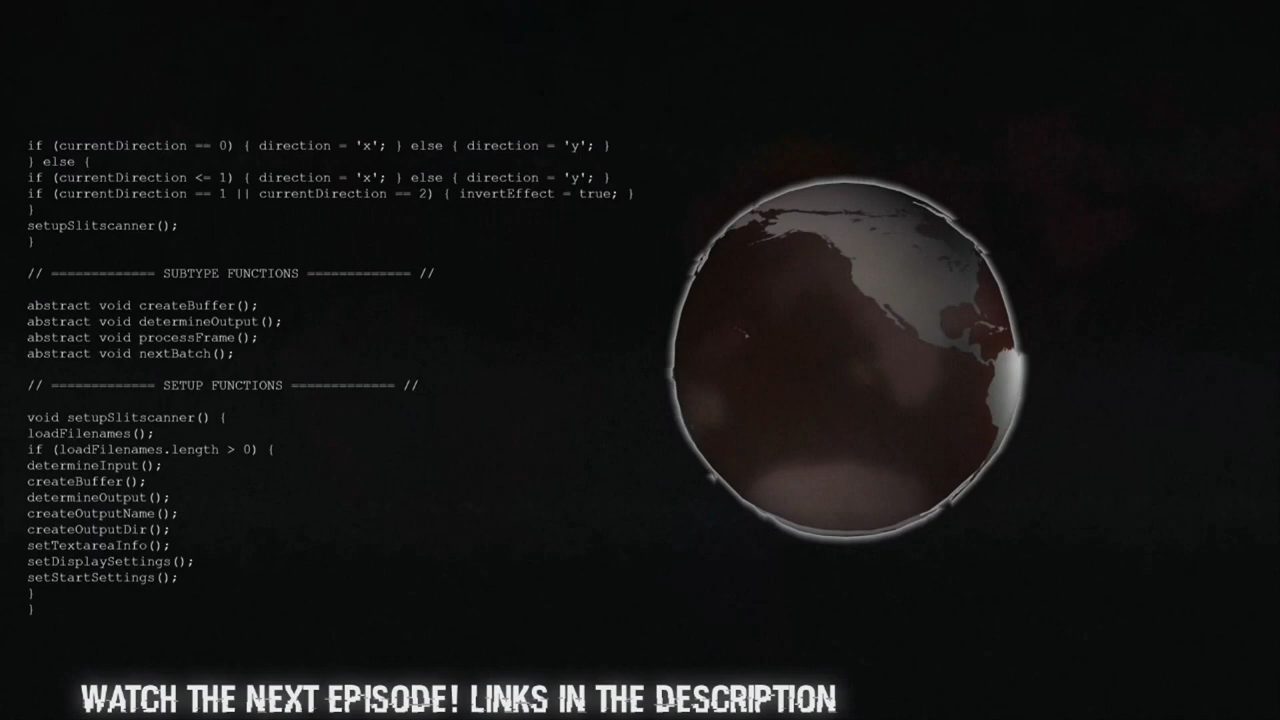 if (currentDirection == 0) { direction = 'x'; } else { direction = 'y'; }
} else {
if (currentDirection <= 1) { direction = 'x'; } else { direction = 'y'; }
if (currentDirection == 1 || currentDirection == 2) { invertEffect = true; }
}
setupSlitscanner();
}
// ============= SUBTYPE FUNCTIONS ============= //
abstract void createBuffer();
abstract void determineOutput();
abstract void processFrame();
abstract void nextBatch();
// ============= SETUP FUNCTIONS ============= //
void setupSlitscanner() {
loadFilenames();
if (loadFilenames.length > 0) {
determineInput();
createBuffer();
determineOutput();
createOutputName();
createOutputDir();
setTextareaInfo();
setDisplaySettings();
setStartSettings();
}
}
WATCH THE NEXT EPISODE! LINKS IN THE DESCRIPTION